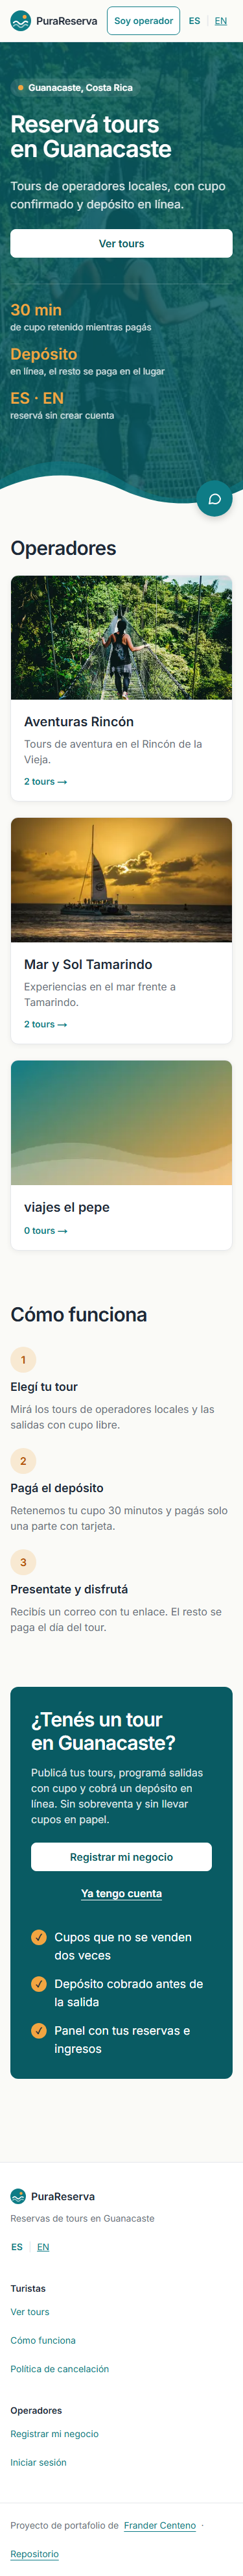 PuraReserva
Soy operador
ES | EN
Guanacaste, Costa Rica
Reservá tours
en Guanacaste
Tours de operadores locales, con cupo
confirmado y depósito en línea.
Ver tours
30 min
de cupo retenido mientras pagás
Depósito
en línea, el resto se paga en el lugar
ES · EN
reservá sin crear cuenta
Operadores
Aventuras Rincón
Tours de aventura en el Rincón de la
Vieja.
2 tours →
Mar y Sol Tamarindo
Experiencias en el mar frente a
Tamarindo.
2 tours →
viajes el pepe
0 tours →
Cómo funciona
1
Elegí tu tour
Mirá los tours de operadores locales y las
salidas con cupo libre.
2
Pagá el depósito
Retenemos tu cupo 30 minutos y pagás solo
una parte con tarjeta.
3
Presentate y disfrutá
Recibís un correo con tu enlace. El resto se
paga el día del tour.
¿Tenés un tour
en Guanacaste?
Publicá tus tours, programá salidas
con cupo y cobrá un depósito en
línea. Sin sobreventa y sin llevar
cupos en papel.
Registrar mi negocio
Ya tengo cuenta
✓ Cupos que no se venden
dos veces
✓ Depósito cobrado antes de
la salida
✓ Panel con tus reservas e
ingresos
PuraReserva
Reservas de tours en Guanacaste
ES | EN
Turistas
Ver tours
Cómo funciona
Política de cancelación
Operadores
Registrar mi negocio
Iniciar sesión
Proyecto de portafolio de Frander Centeno ·
Repositorio